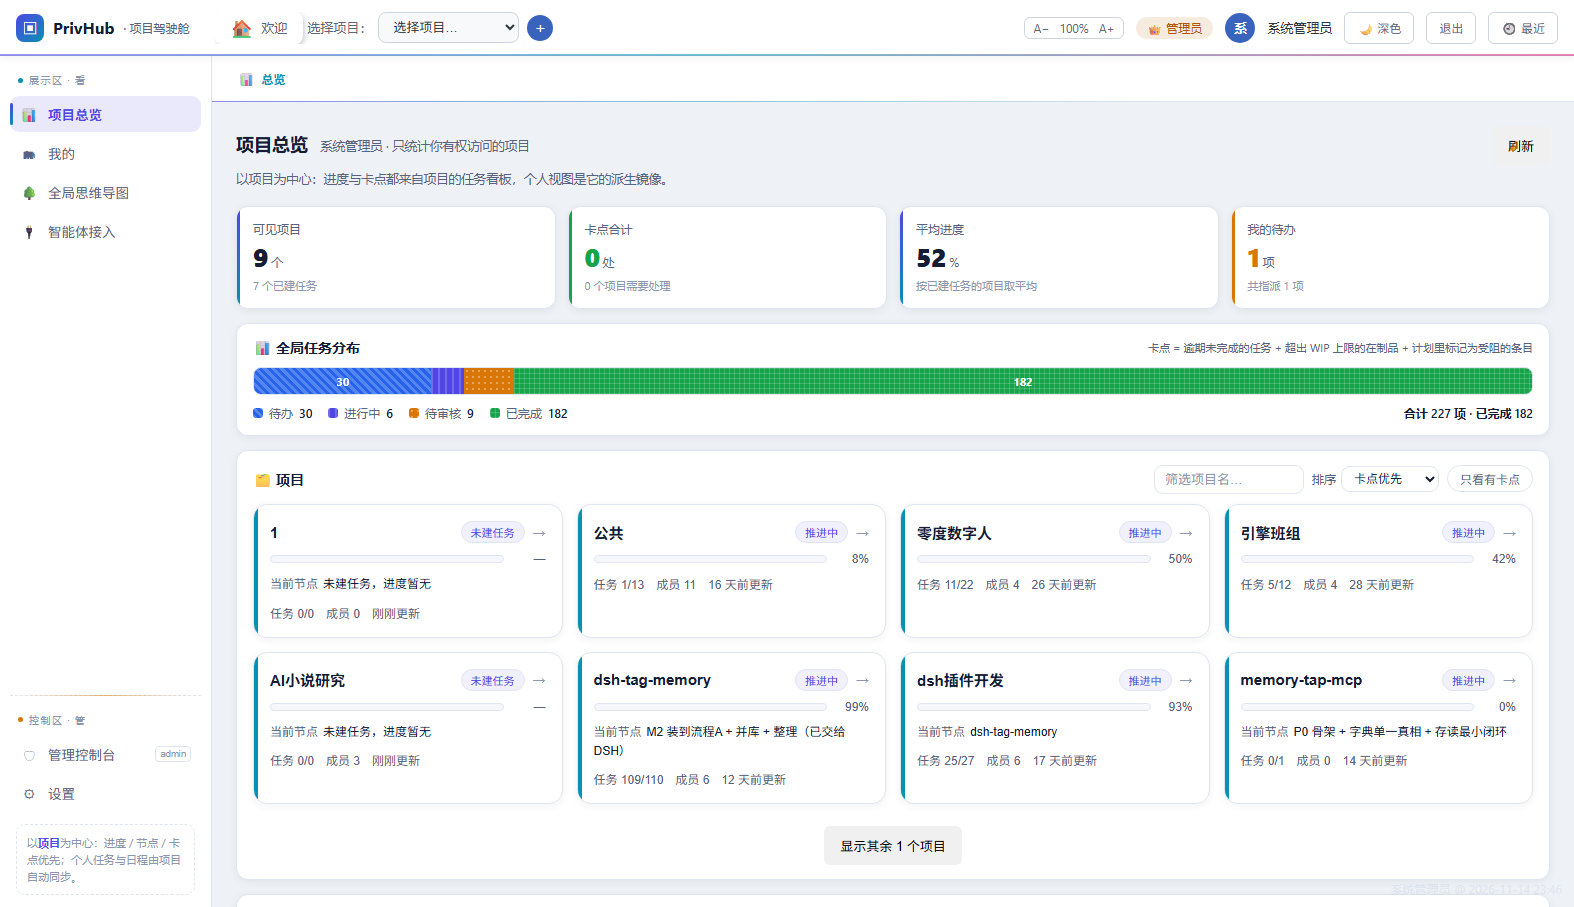 PrivHub · 项目驾驶舱
欢迎
选择项目：
选择项目...
+
A−
100%
A+
管理员
系
系统管理员
深色
退出
最近
展示区 · 看
项目总览
我的
全局思维导图
智能体接入
控制区 · 管
管理控制台
admin
设置
以项目为中心：进度 / 节点 / 卡
点优先；个人任务与日程由项目
自动同步。
总览
项目总览
系统管理员 · 只统计你有权访问的项目
刷新
以项目为中心：进度与卡点都来自项目的任务看板，个人视图是它的派生镜像。
可见项目
9 个
7 个已建任务
卡点合计
0 处
0 个项目需要处理
平均进度
52 %
按已建任务的项目取平均
我的待办
1 项
共指派 1 项
全局任务分布
卡点 = 逾期未完成的任务 + 超出 WIP 上限的在制品 + 计划里标记为受阻的条目
30
182
待办 30
进行中 6
待审核 9
已完成 182
合计 227 项 · 已完成 182
项目
筛选项目名...
排序
卡点优先
只看有卡点
1
未建任务 →
—
当前节点 未建任务，进度暂无
任务 0/0 成员 0 刚刚更新
公共
推进中 →
8%
任务 1/13 成员 11 16 天前更新
零度数字人
推进中 →
50%
任务 11/22 成员 4 26 天前更新
引擎班组
推进中 →
42%
任务 5/12 成员 4 28 天前更新
AI小说研究
未建任务 →
—
当前节点 未建任务，进度暂无
任务 0/0 成员 3 刚刚更新
dsh-tag-memory
推进中 →
99%
当前节点 M2 装到流程A + 并库 + 整理（已交给
DSH）
任务 109/110 成员 6 12 天前更新
dsh插件开发
推进中 →
93%
当前节点 dsh-tag-memory
任务 25/27 成员 6 17 天前更新
memory-tap-mcp
推进中 →
0%
当前节点 P0 骨架 + 字典单一真相 + 存读最小闭环
任务 0/1 成员 0 14 天前更新
显示其余 1 个项目
系统管理员 @ 2026-11-14 23:46